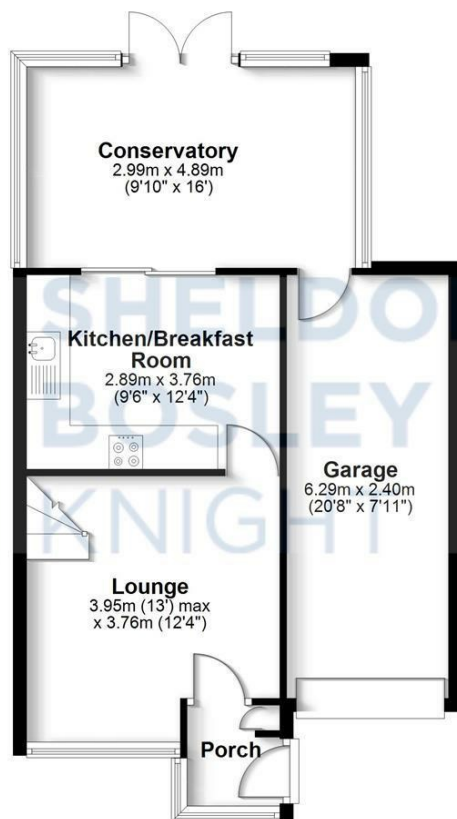 Conservatory
2.99m x 4.89m
(9'10" x 16')
SHELDO
BOSLEY
KNIGHT
Kitchen/Breakfast
Room
2.89m x 3.76m
(9'6" x 12'4")
Garage
6.29m x 2.40m
(20'8" x 7'11")
Lounge
3.95m (13') max
x 3.76m (12'4")
Porch